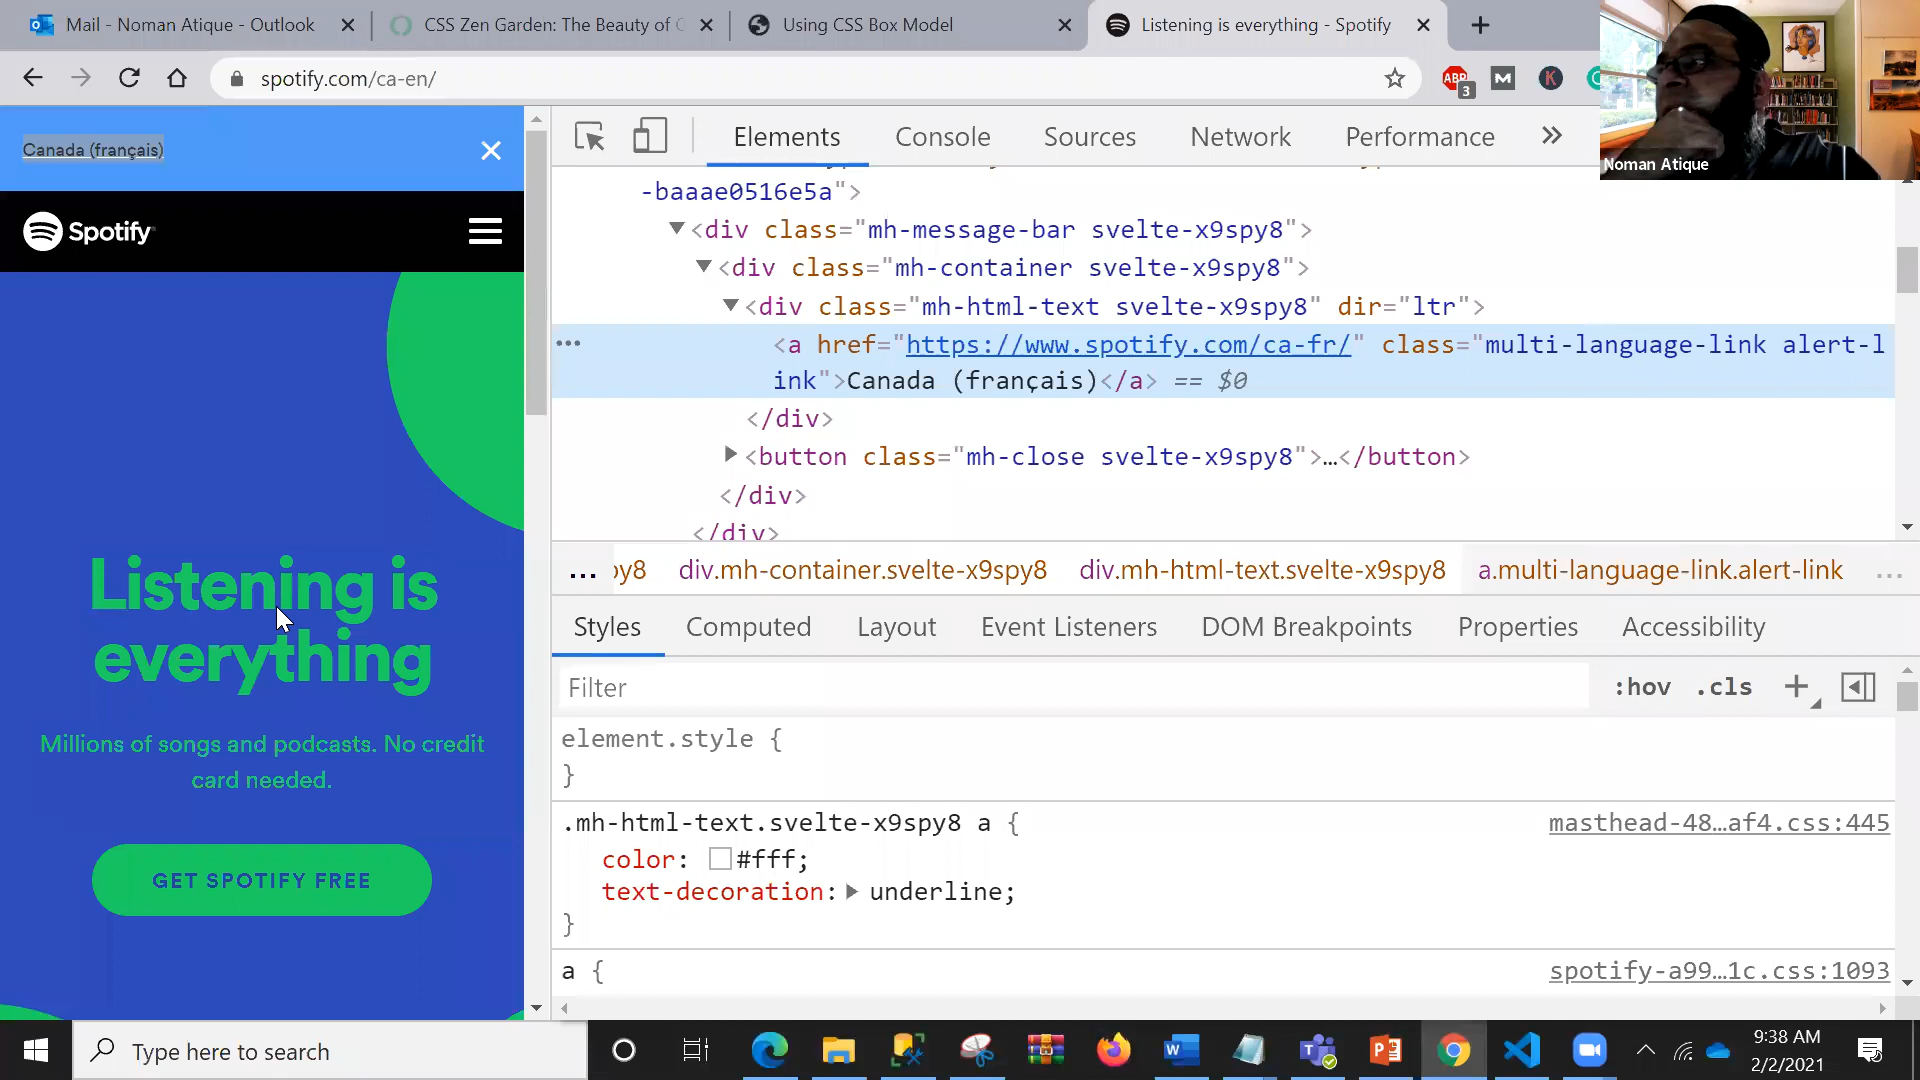 Mail - Noman Atique - Outlook
CSS Zen Garden: The Beauty of
Using CSS Box Model
Listening is everything - Spotify
spotify.com/ca-en/
ABP
3
M
K
Noman Atique
Canada (français)
Spotify
Listening is
everything
Millions of songs and podcasts. No credit
card needed.
GET SPOTIFY FREE
Elements
Console
Sources
Network
Performance
-baaae0516e5a">
<div class="mh-message-bar svelte-x9spy8">
<div class="mh-container svelte-x9spy8">
<div class="mh-html-text svelte-x9spy8" dir="ltr">
<a href="https://www.spotify.com/ca-fr/" class="multi-language-link alert-l
ink">Canada (français)</a> == $0
</div>
<button class="mh-close svelte-x9spy8">…</button>
</div>
</div>
... py8 div.mh-container.svelte-x9spy8 div.mh-html-text.svelte-x9spy8 a.multi-language-link.alert-link ...
Styles
Computed
Layout
Event Listeners
DOM Breakpoints
Properties
Accessibility
Filter
:hov .cls
element.style {
}
.mh-html-text.svelte-x9spy8 a {
masthead-48…af4.css:445
color: #fff;
text-decoration: underline;
}
a {
spotify-a99…1c.css:1093
Type here to search
9:38 AM
2/2/2021